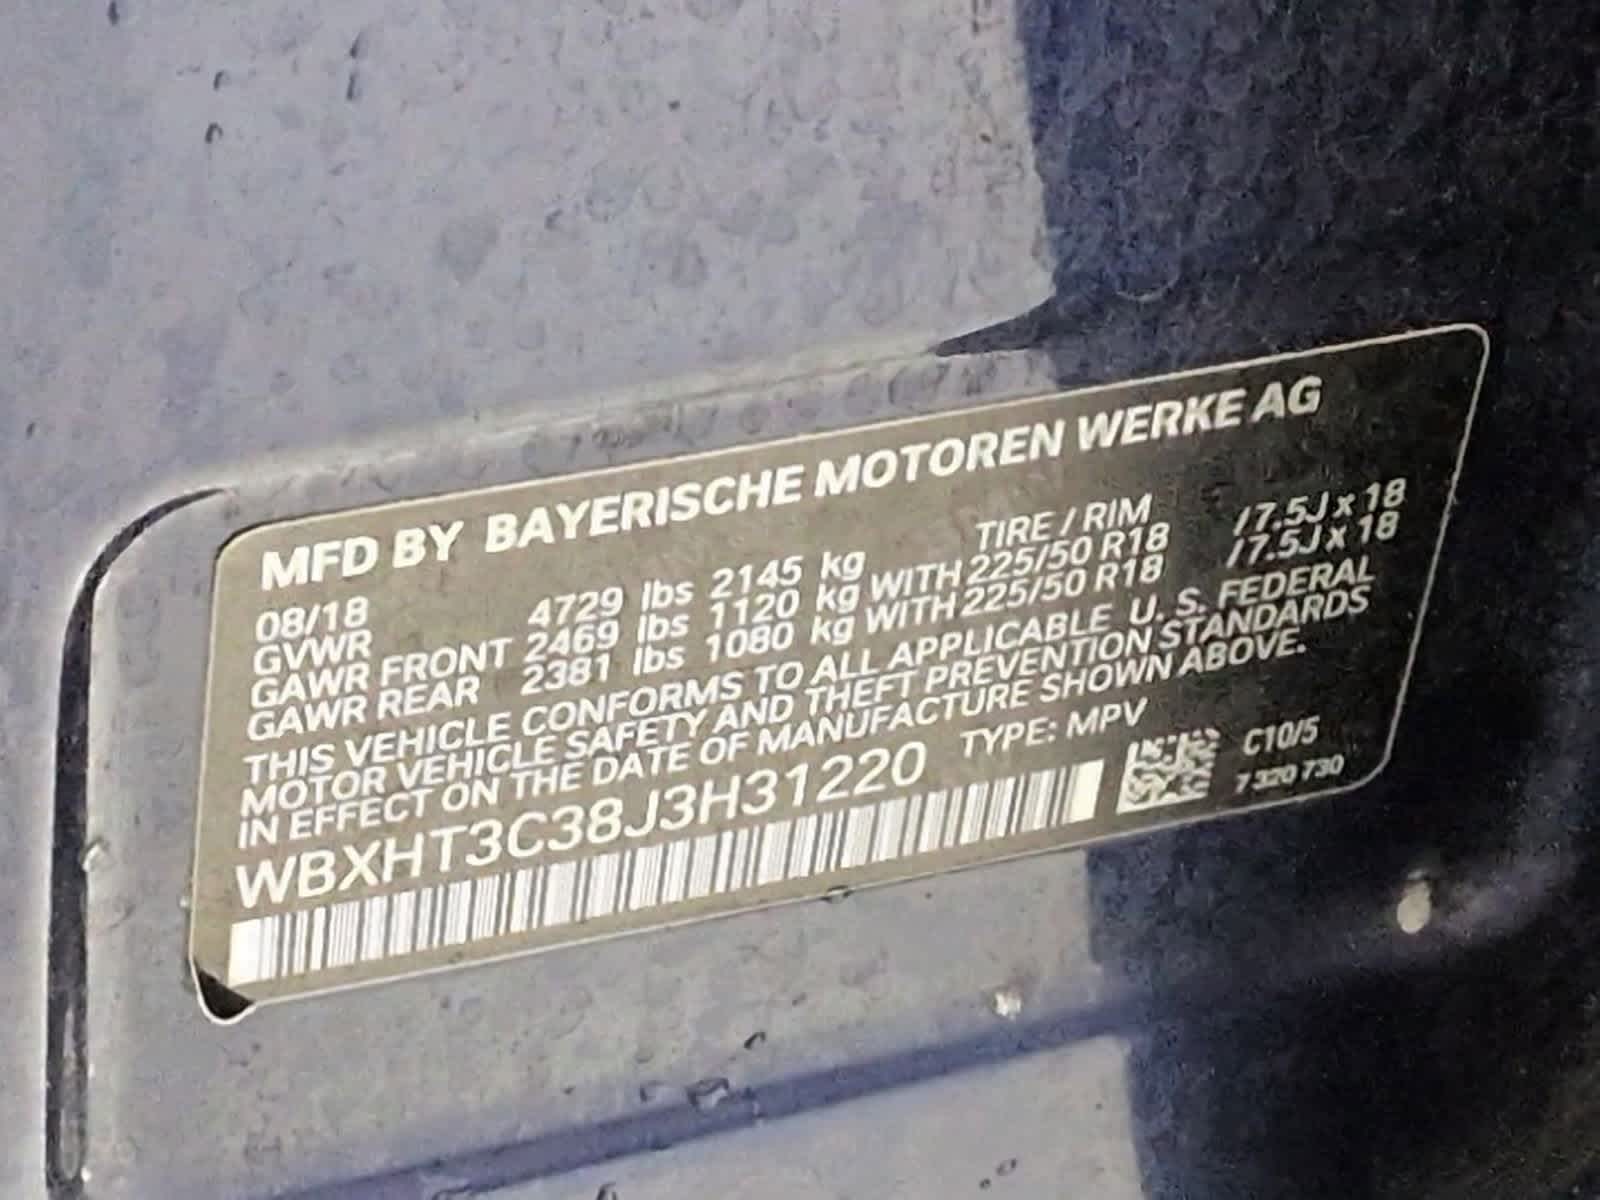 MFD BY BAYERISCHE MOTOREN WERKE AG
08/18 TIRE / RIM
GVWR 4729 lbs 2145 kg
GAWR FRONT 2469 lbs 1120 kg WITH 225/50 R18 / 7.5J x 18
GAWR REAR 2381 lbs 1080 kg WITH 225/50 R18 / 7.5J x 18
THIS VEHICLE CONFORMS TO ALL APPLICABLE U. S. FEDERAL
MOTOR VEHICLE SAFETY AND THEFT PREVENTION STANDARDS
IN EFFECT ON THE DATE OF MANUFACTURE SHOWN ABOVE.
WBXHT3C38J3H31220 TYPE: MPV
C10/5
7 320 730